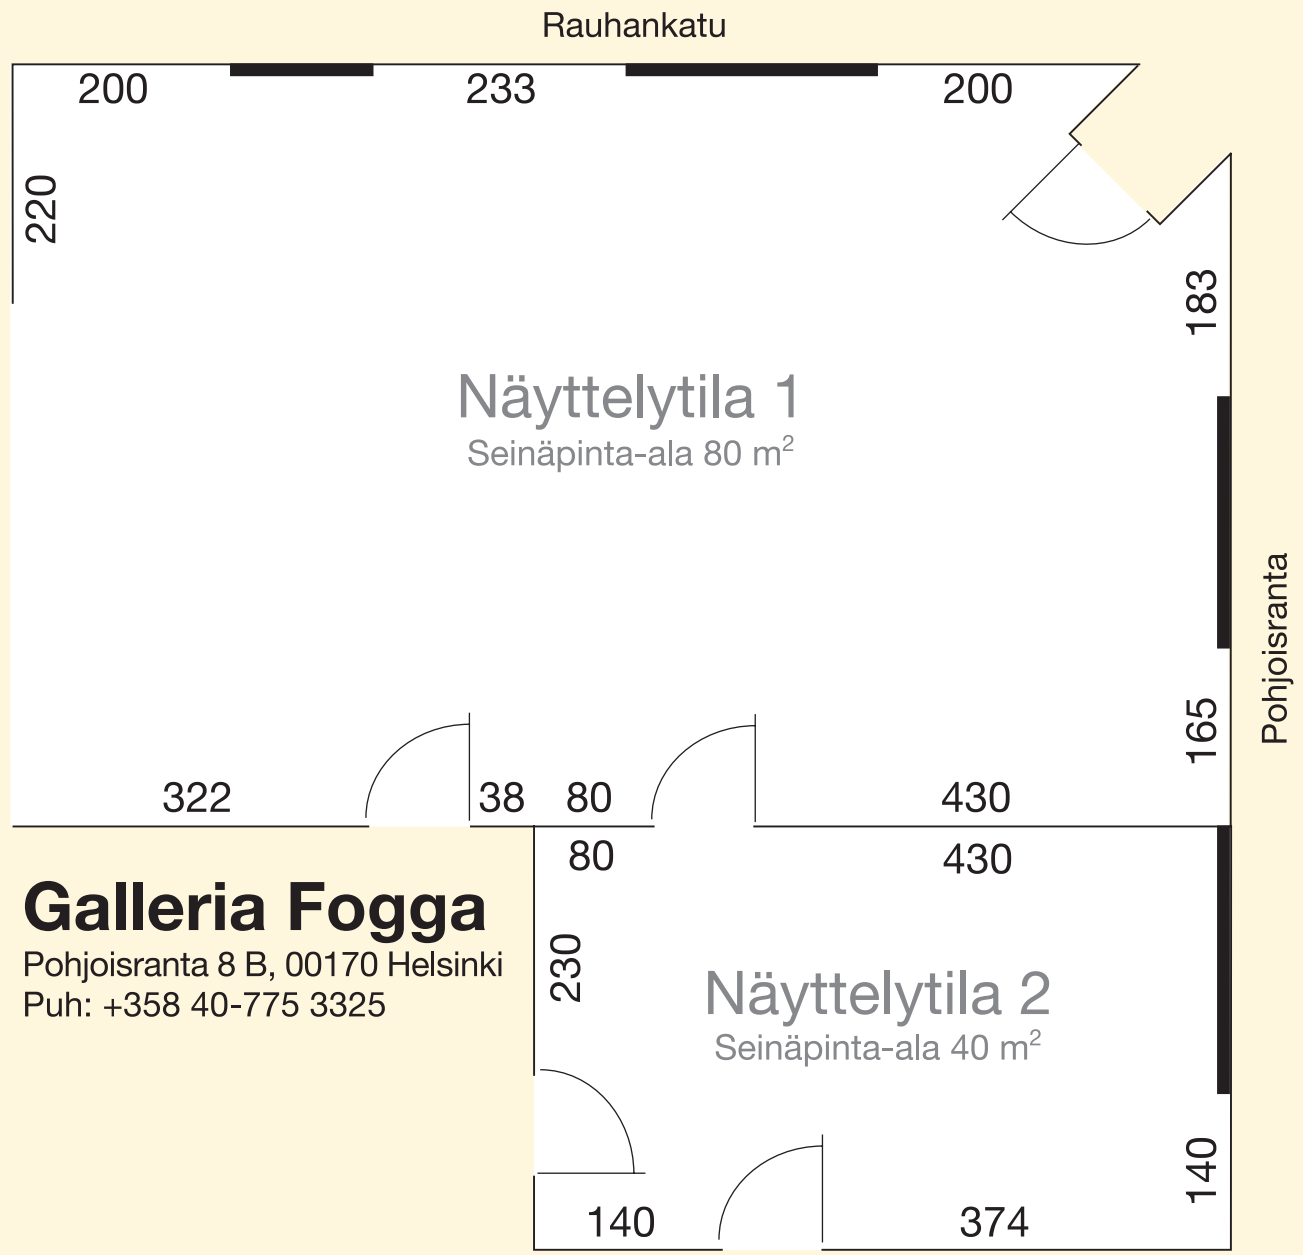 Rauhankatu
200 233 200
220
183
Näyttelytila 1
Seinäpinta-ala 80 m²
Pohjoisranta
165
322 38 80 430
80 430
Galleria Fogga
Pohjoisranta 8 B, 00170 Helsinki
Puh: +358 40-775 3325
230
Näyttelytila 2
Seinäpinta-ala 40 m²
140
140 374